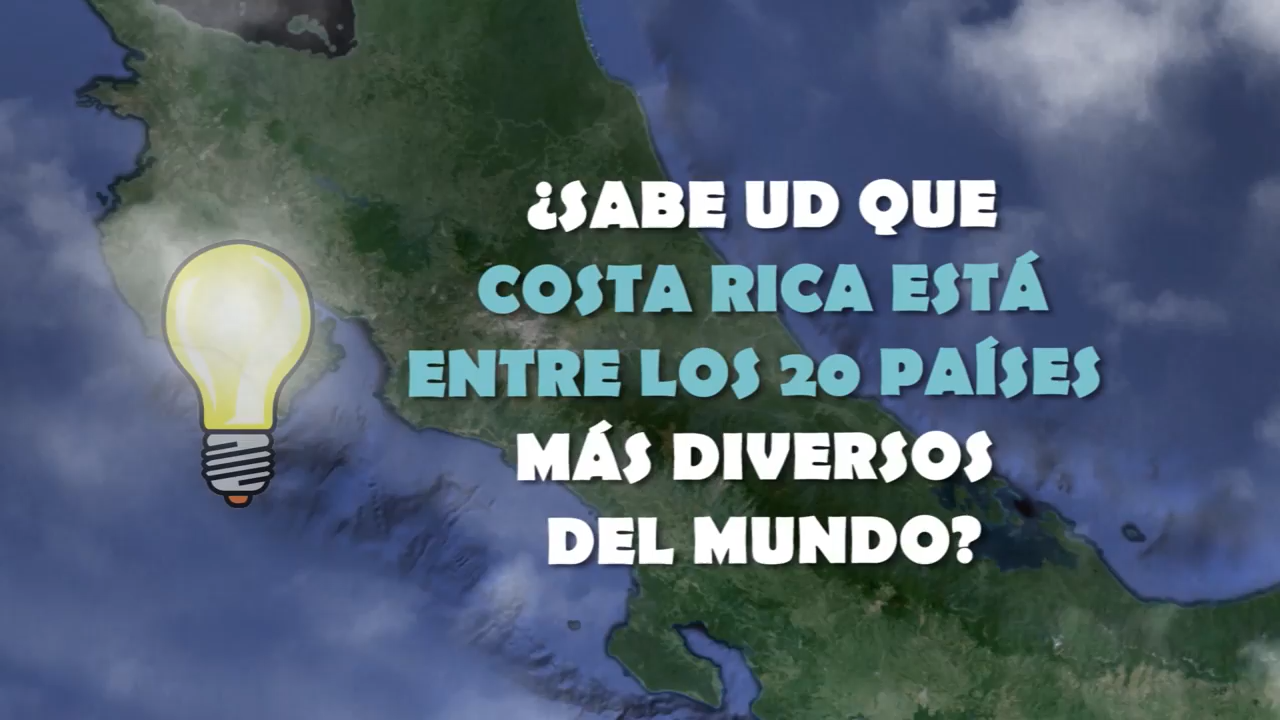 ¿SABE UD QUE
COSTA RICA ESTÁ
ENTRE LOS 20 PAÍSES
MÁS DIVERSOS
DEL MUNDO?